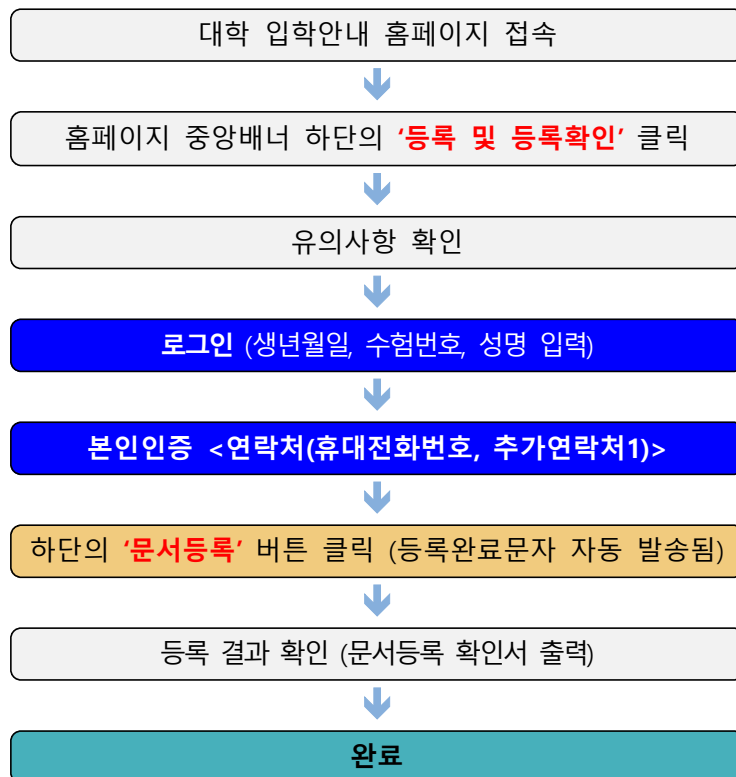 대학 입학안내 홈페이지 접속
홈페이지 중앙배너 하단의 ‘등록 및 등록확인’ 클릭
유의사항 확인
로그인 (생년월일, 수험번호, 성명 입력)
본인인증 <연락처(휴대전화번호, 추가연락처1)>
하단의 ‘문서등록’ 버튼 클릭 (등록완료문자 자동 발송됨)
등록 결과 확인 (문서등록 확인서 출력)
완료